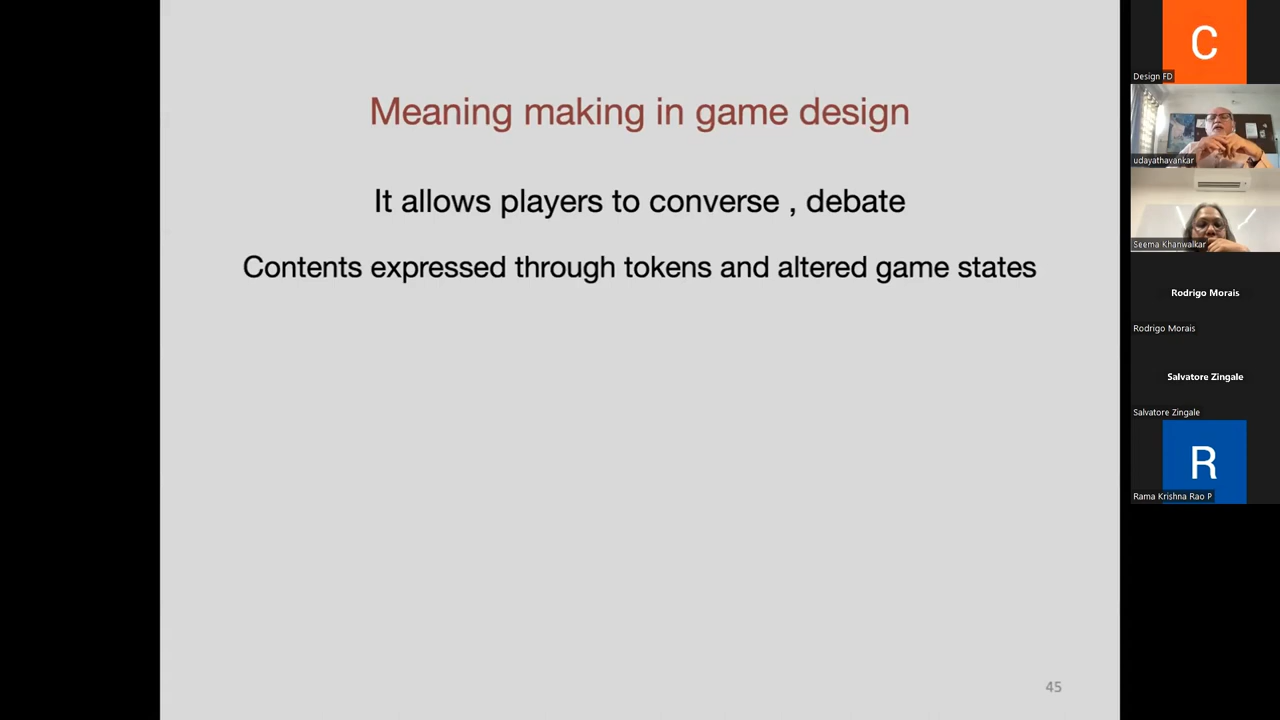 Meaning making in game design
It allows players to converse , debate
Contents expressed through tokens and altered game states
45
C
Design FD
udayathavankar
Seema Khanwalkar
Rodrigo Morais
Rodrigo Morais
Salvatore Zingale
Salvatore Zingale
R
Rama Krishna Rao P